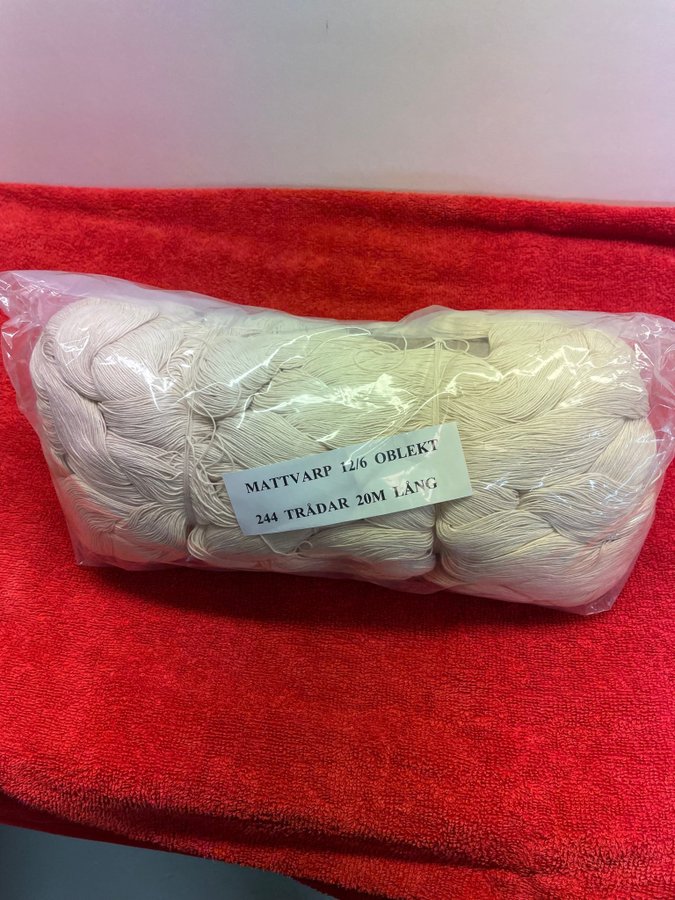 MATTVARP 12/6 OBLEKT
244 TRÅDAR 20M LÅNG